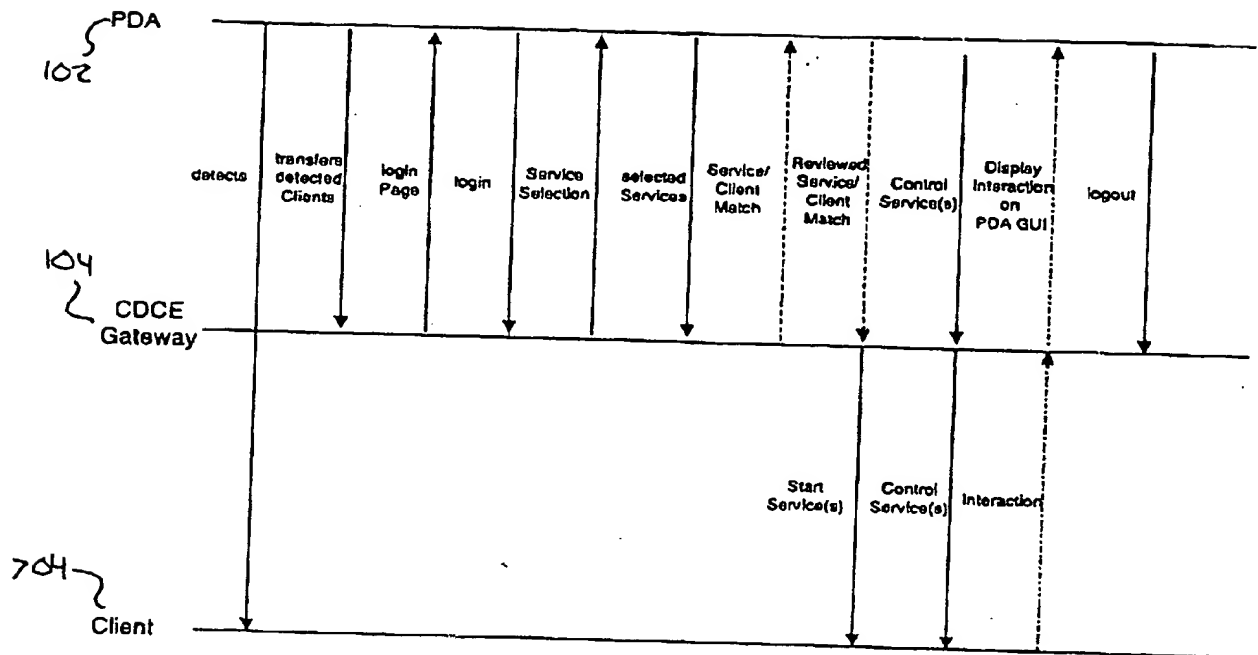 PDA
102
detects
transfers
detected
Clients
login
Page
login
Service
Selection
selected
Services
Service/
Client
Match
Reviewed
Service/
Client
Match
Control
Service(s)
Display
Interaction
on
PDA GUI
logout
104
CDCE
Gateway
Start
Service(s)
Control
Service(s)
Interaction
704
Client